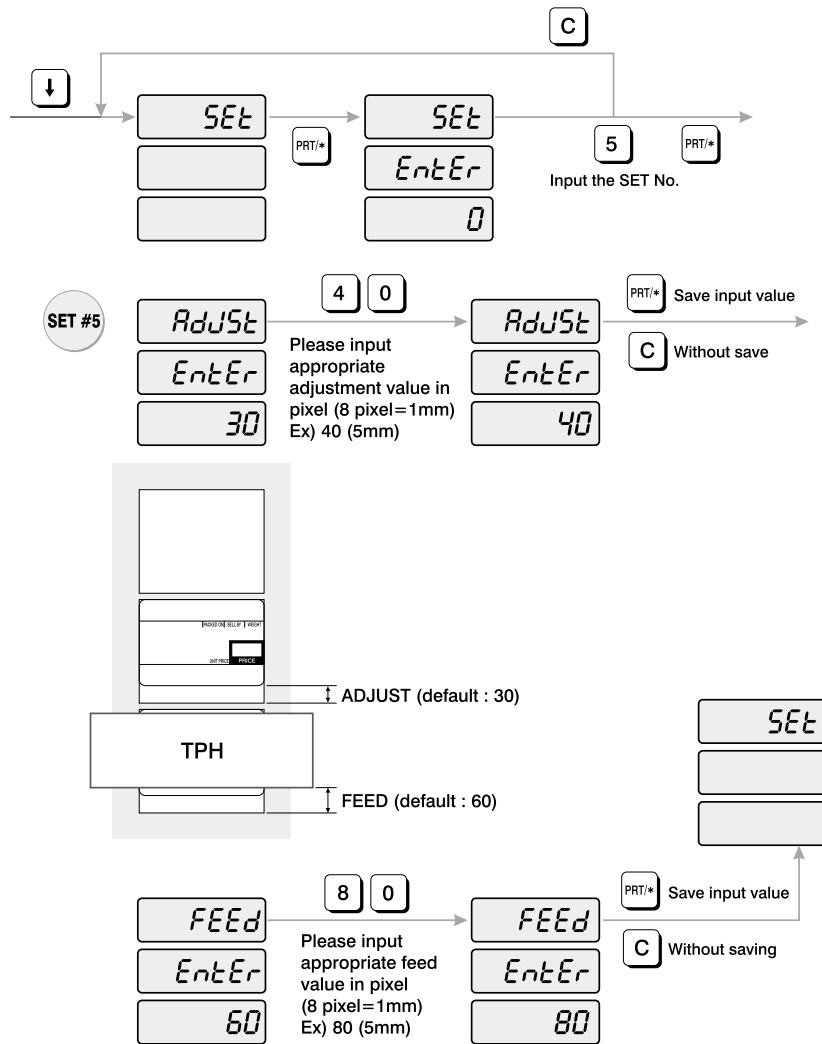 C
↓
SEt
PRT/*
SEt
EntEr
0
5
PRT/*
Input the SET No.
SET #5
AdJSt
EntEr
30
4 0
Please input
appropriate
adjustment value in
pixel (8 pixel=1mm)
Ex) 40 (5mm)
AdJSt
EntEr
40
PRT/* Save input value
C Without save
PACKED ON SELL BY WEIGHT
UNIT PRICE PRICE
ADJUST (default : 30)
TPH
FEED (default : 60)
SEt
FEEd
EntEr
60
8 0
Please input
appropriate feed
value in pixel
(8 pixel=1mm)
Ex) 80 (5mm)
FEEd
EntEr
80
PRT/* Save input value
C Without saving